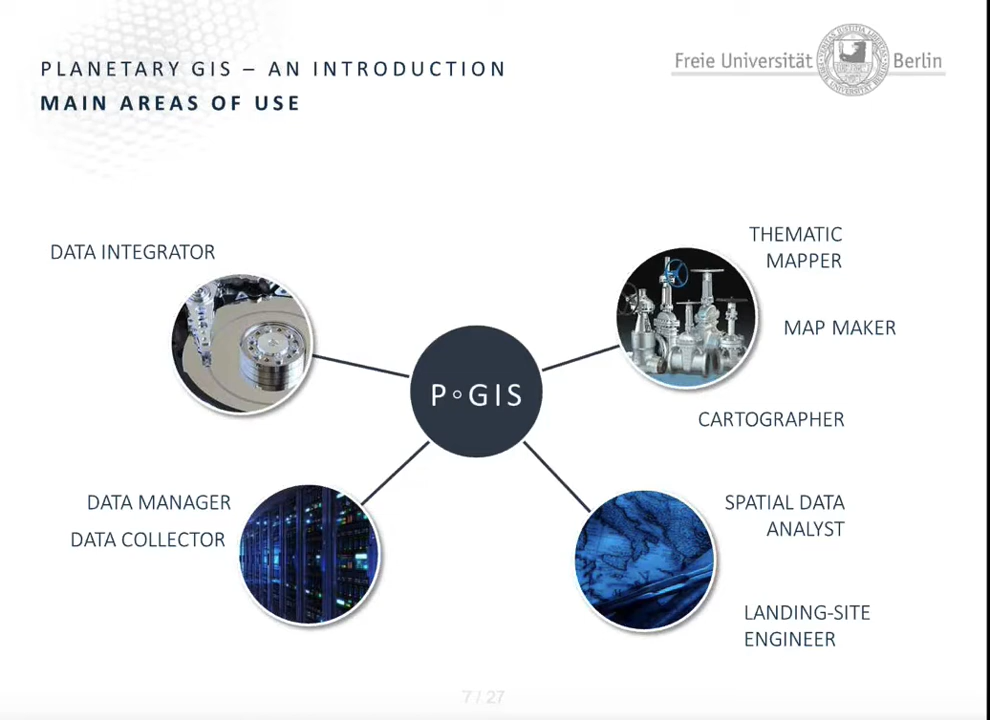 PLANETARY GIS – AN INTRODUCTION
MAIN AREAS OF USE
Freie Universität Berlin
DATA INTEGRATOR
THEMATIC
MAPPER
MAP MAKER
P∘GIS
CARTOGRAPHER
DATA MANAGER
DATA COLLECTOR
SPATIAL DATA
ANALYST
LANDING-SITE
ENGINEER
7 / 27